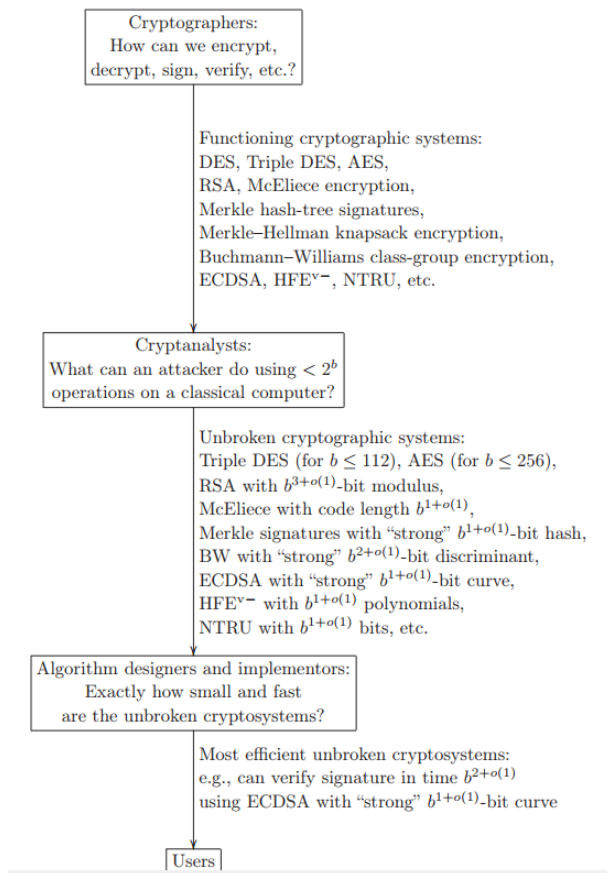 Cryptographers:
How can we encrypt,
decrypt, sign, verify, etc.?
Functioning cryptographic systems:
DES, Triple DES, AES,
RSA, McEliece encryption,
Merkle hash-tree signatures,
Merkle–Hellman knapsack encryption,
Buchmann–Williams class-group encryption,
ECDSA, HFEᵛ⁻, NTRU, etc.
Cryptanalysts:
What can an attacker do using < 2ᵇ
operations on a classical computer?
Unbroken cryptographic systems:
Triple DES (for b ≤ 112), AES (for b ≤ 256),
RSA with b³⁺ᵒ⁽¹⁾-bit modulus,
McEliece with code length b¹⁺ᵒ⁽¹⁾,
Merkle signatures with “strong” b¹⁺ᵒ⁽¹⁾-bit hash,
BW with “strong” b²⁺ᵒ⁽¹⁾-bit discriminant,
ECDSA with “strong” b¹⁺ᵒ⁽¹⁾-bit curve,
HFEᵛ⁻ with b¹⁺ᵒ⁽¹⁾ polynomials,
NTRU with b¹⁺ᵒ⁽¹⁾ bits, etc.
Algorithm designers and implementors:
Exactly how small and fast
are the unbroken cryptosystems?
Most efficient unbroken cryptosystems:
e.g., can verify signature in time b²⁺ᵒ⁽¹⁾
using ECDSA with “strong” b¹⁺ᵒ⁽¹⁾-bit curve
Users